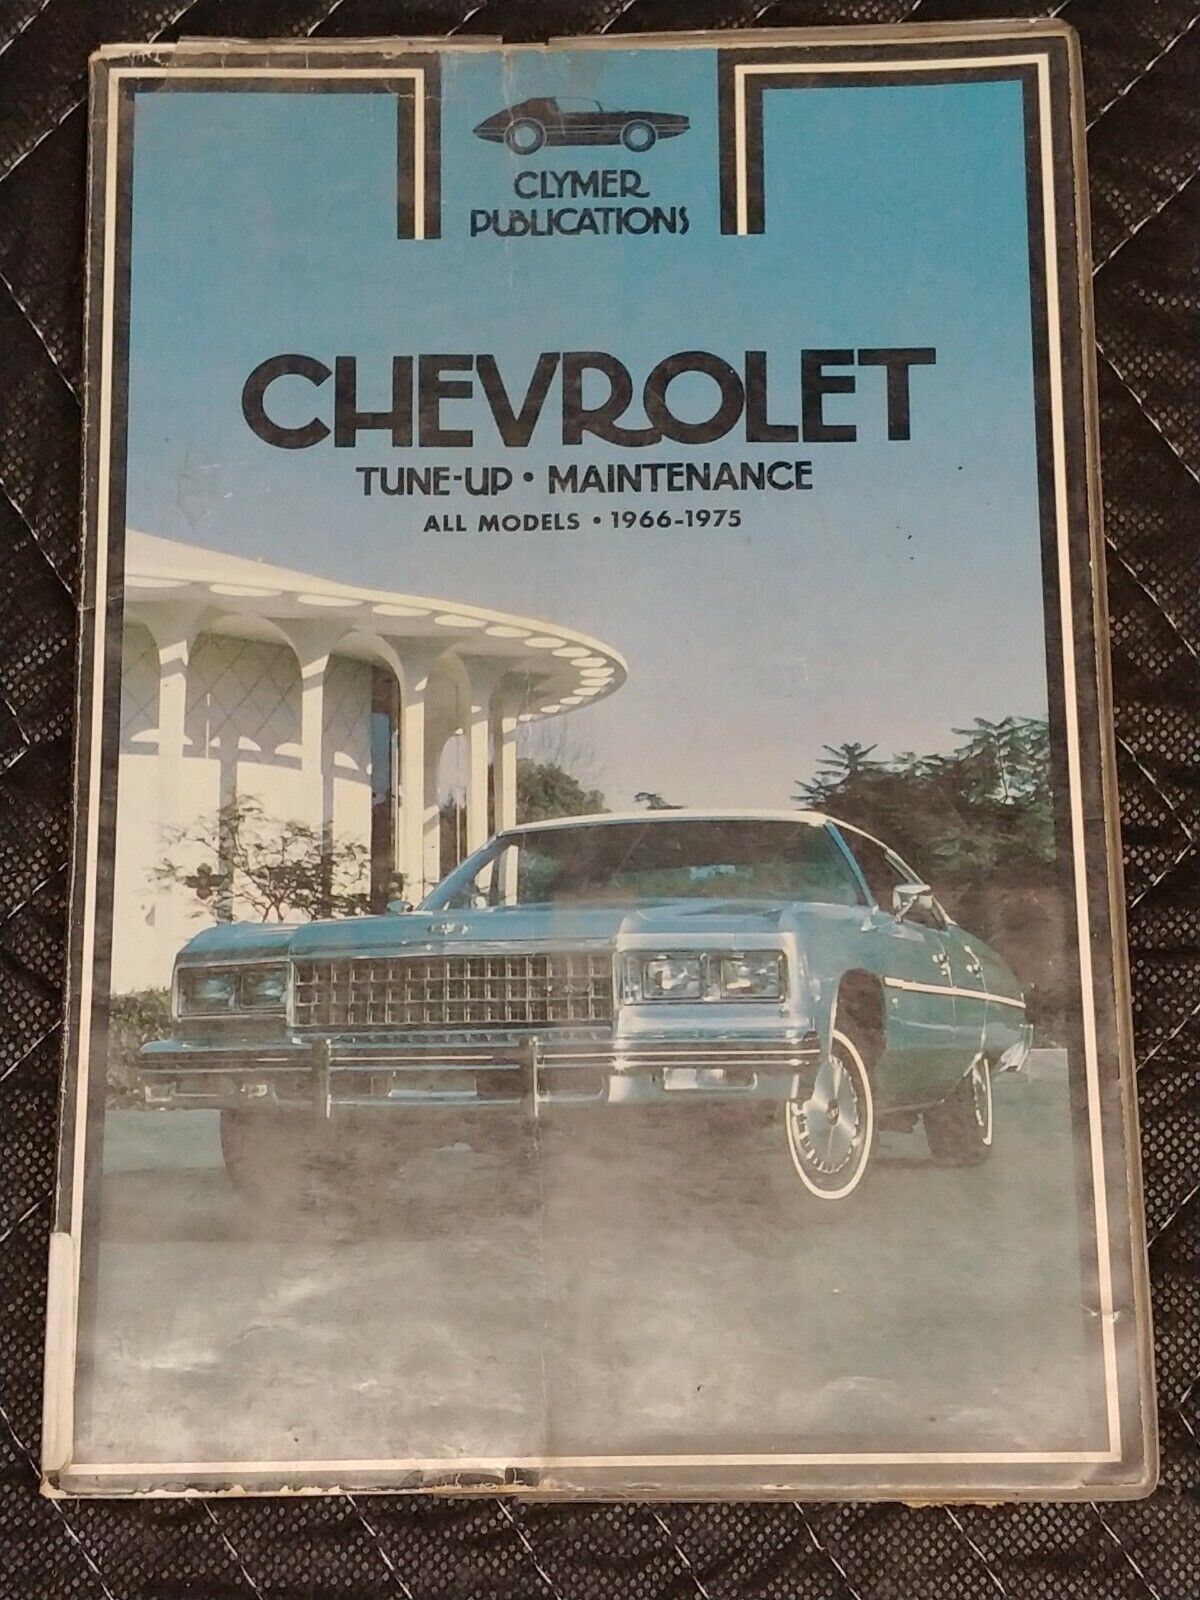 CLYMER
PUBLICATIONS
CHEVROLET
TUNE-UP • MAINTENANCE
ALL MODELS • 1966-1975